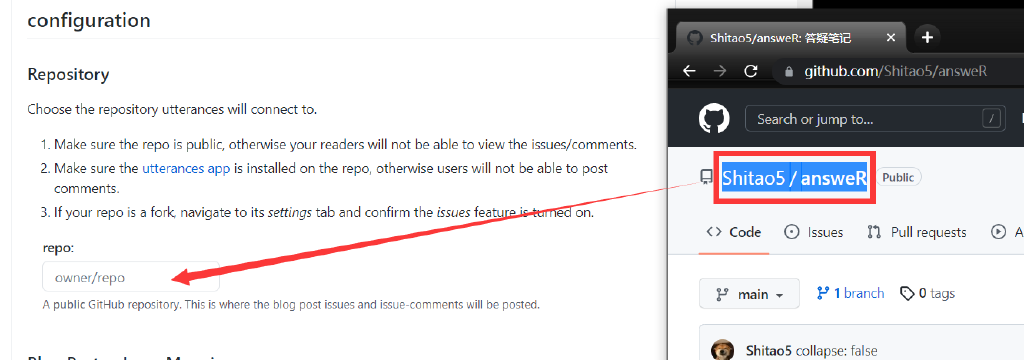 configuration
Repository
Choose the repository utterances will connect to.
1. Make sure the repo is public, otherwise your readers will not be able to view the issues/comments.
2. Make sure the utterances app is installed on the repo, otherwise users will not be able to post
comments.
3. If your repo is a fork, navigate to its settings tab and confirm the issues feature is turned on.
repo:
owner/repo
A public GitHub repository. This is where the blog post issues and issue-comments will be posted.
Shitao5/answeR: 答疑笔记
github.com/Shitao5/answeR
Search or jump to...
/
Shitao5 / answeR
Public
Code
Issues
Pull requests
A
main
1 branch
0 tags
Shitao5 collapse: false